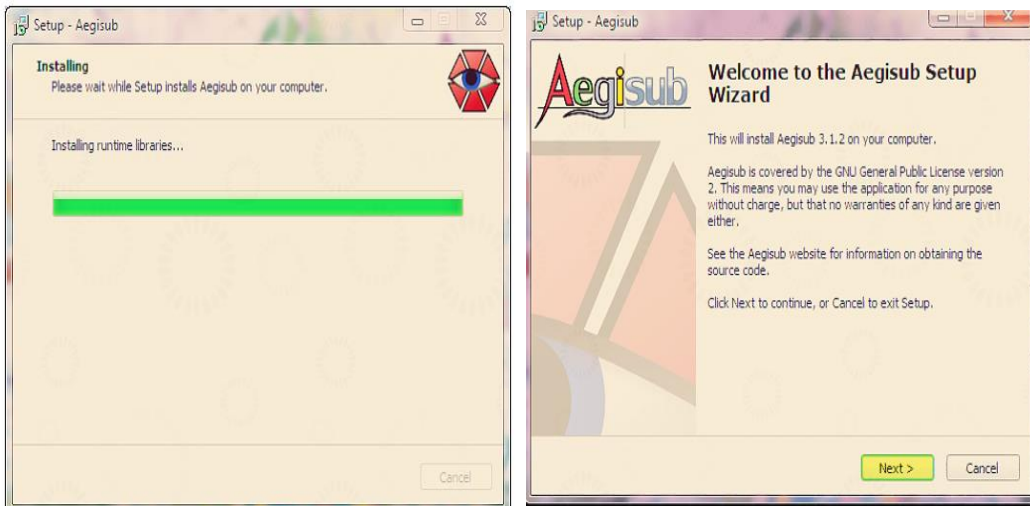 Setup - Aegisub
Installing
Please wait while Setup installs Aegisub on your computer.
Installing runtime libraries...
Cancel
Setup - Aegisub
Aegisub
Welcome to the Aegisub Setup
Wizard
This will install Aegisub 3.1.2 on your computer.
Aegisub is covered by the GNU General Public License version
2. This means you may use the application for any purpose
without charge, but that no warranties of any kind are given
either.
See the Aegisub website for information on obtaining the
source code.
Click Next to continue, or Cancel to exit Setup.
Next >
Cancel